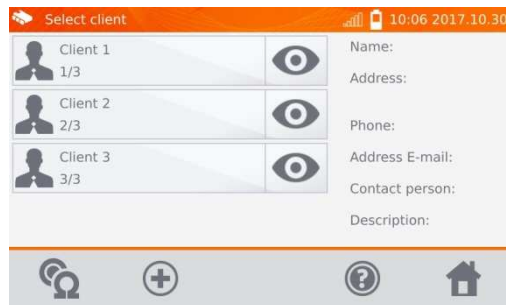 Select client
10:06 2017.10.30
Client 1
1/3
Client 2
2/3
Client 3
3/3
Name:
Address:
Phone:
Address E-mail:
Contact person:
Description: